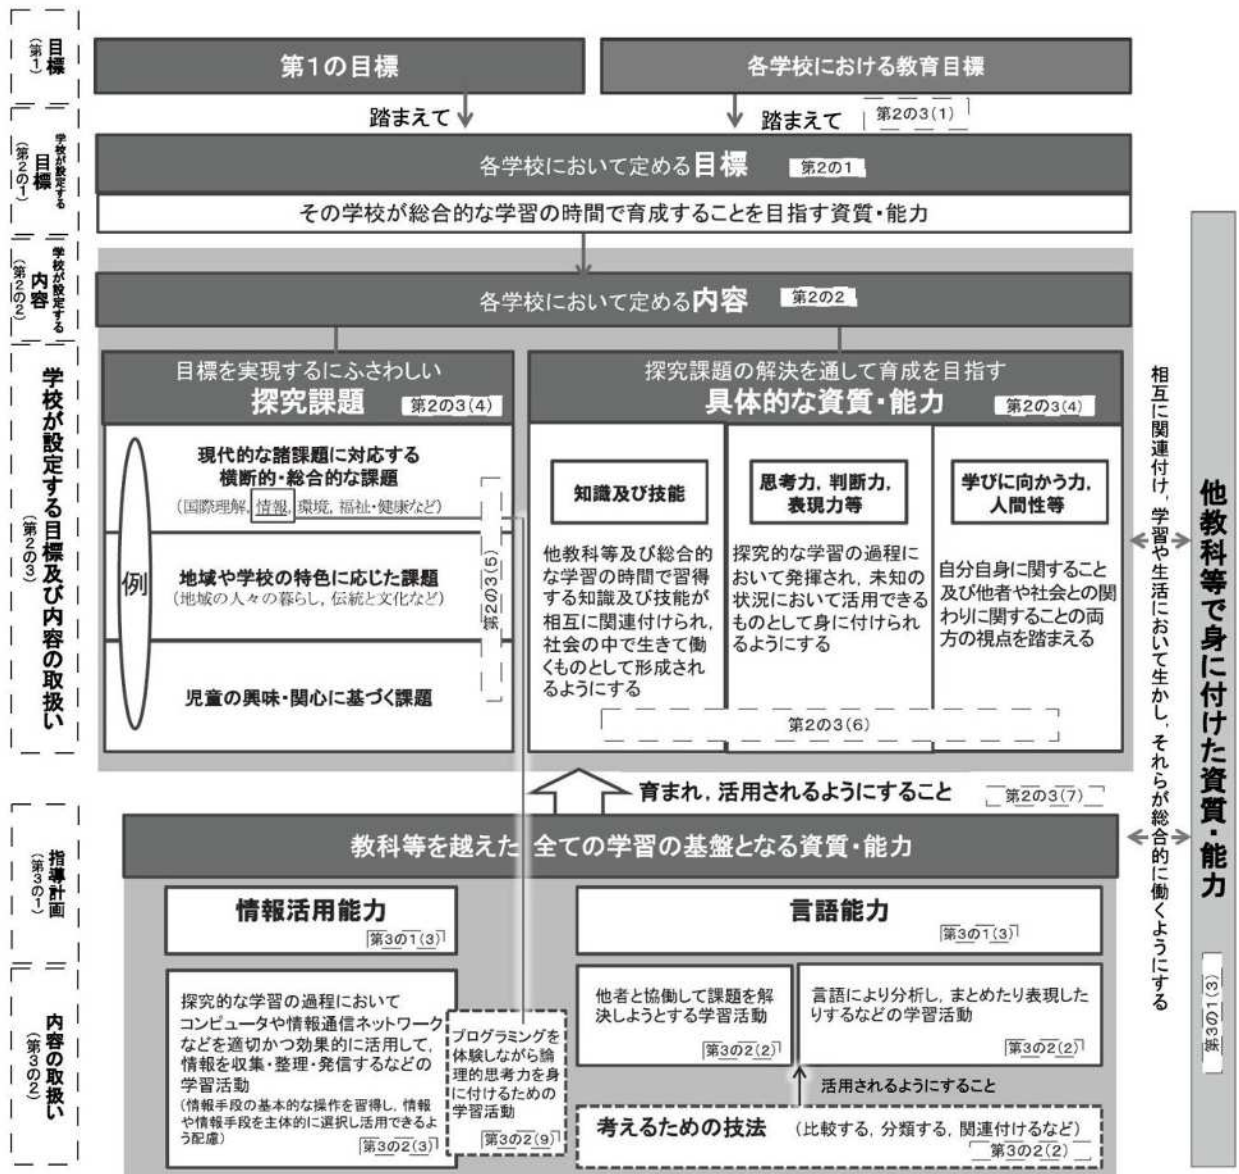 目標
(第1)
第1の目標
各学校における教育目標
踏まえて
踏まえて
第2の3(1)
学校が設定する
目標
(第2の1)
各学校において定める目標 第2の1
その学校が総合的な学習の時間で育成することを目指す資質・能力
学校が設定する
内容
(第2の2)
各学校において定める内容 第2の2
学校が設定する目標及び内容の取扱い
(第2の3)
目標を実現するにふさわしい
探究課題 第2の3(4)
例
現代的な諸課題に対応する
横断的・総合的な課題
(国際理解,情報,環境,福祉・健康など)
地域や学校の特色に応じた課題
(地域の人々の暮らし,伝統と文化など)
児童の興味・関心に基づく課題
第2の3(5)
探究課題の解決を通して育成を目指す
具体的な資質・能力 第2の3(4)
知識及び技能
他教科等及び総合的
な学習の時間で習得
する知識及び技能が
相互に関連付けられ,
社会の中で生きて働
くものとして形成され
るようにする
思考力,判断力,
表現力等
探究的な学習の過程に
おいて発揮され,未知の
状況において活用できる
ものとして身に付けられ
るようにする
学びに向かう力,
人間性等
自分自身に関すること
及び他者や社会との関
わりに関することの両
方の視点を踏まえる
第2の3(6)
育まれ,活用されるようにすること 第2の3(7)
指導計画
(第3の1)
教科等を越えた 全ての学習の基盤となる資質・能力
情報活用能力
第3の1(3)
言語能力
第3の1(3)
内容の取扱い
(第3の2)
探究的な学習の過程において
コンピュータや情報通信ネットワーク
などを適切かつ効果的に活用して,
情報を収集・整理・発信するなどの
学習活動
(情報手段の基本的な操作を習得し,情報
や情報手段を主体的に選択し活用できるよ
う配慮)
第3の2(3)
プログラミングを
体験しながら論
理的思考力を身
に付けるための
学習活動
第3の2(9)
他者と協働して課題を解
決しようとする学習活動
第3の2(2)
言語により分析し,まとめたり表現した
りするなどの学習活動
第3の2(2)
活用されるようにすること
考えるための技法 (比較する,分類する,関連付けるなど)
第3の2(2)
相互に関連付け,学習や生活において生かし,それらが総合的に働くようにする
他教科等で身に付けた資質・能力
第3の1(3)